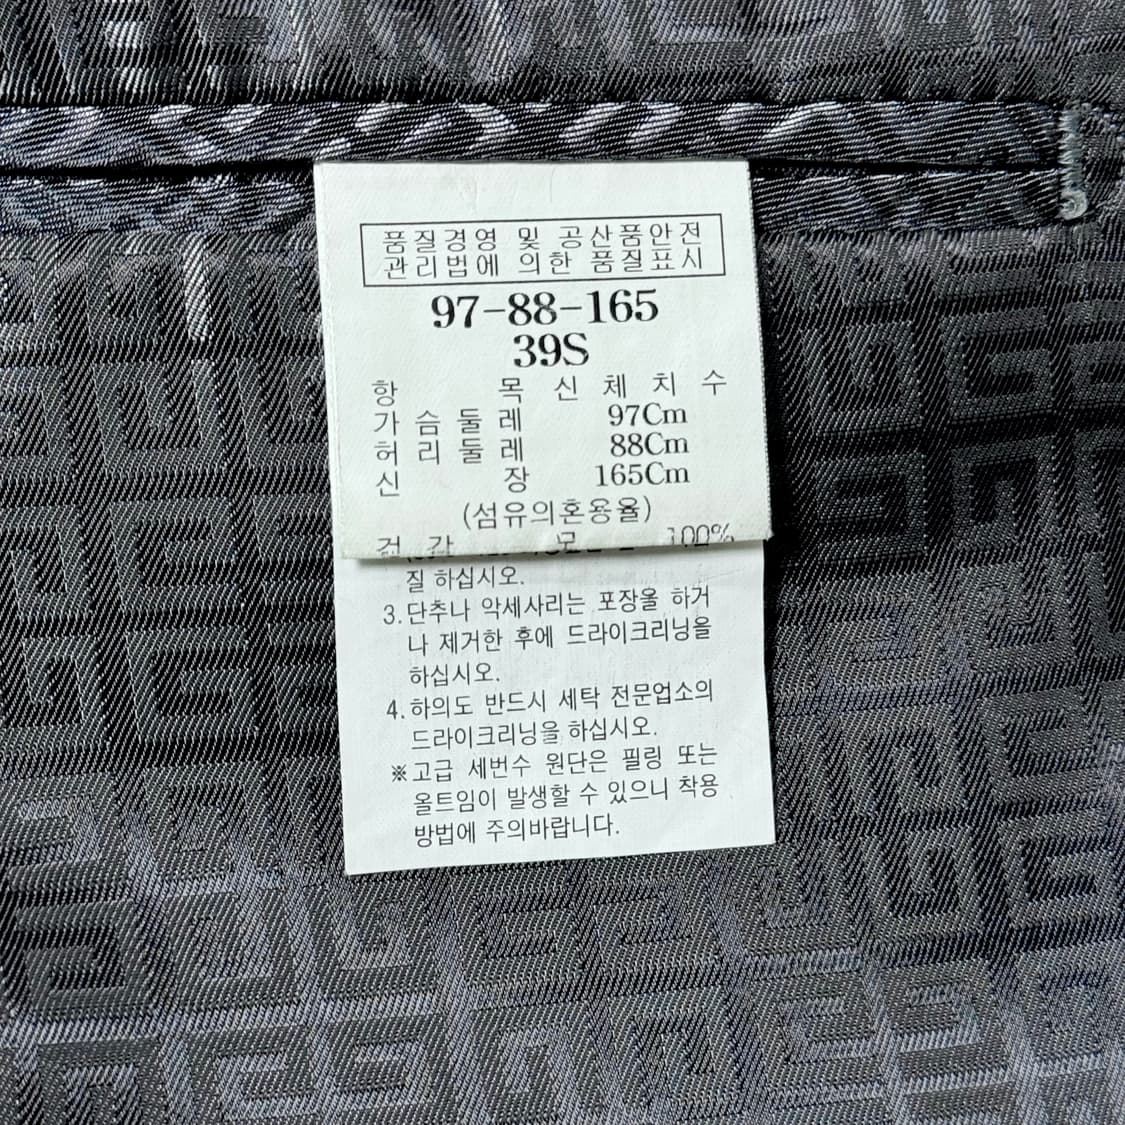 품질경영 및 공산품안전
관리법에 의한 품질표시
97-88-165
39S
항 목 신 체 치 수
가 슴 둘 레 97Cm
허 리 둘 레 88Cm
신 장 165Cm
(섬유의혼용율)
겉 감 모 100%
질 하십시오.
3.단추나 악세사리는 포장올 하거
나 제거한 후에 드라이크리닝을
하십시오.
4.하의도 반드시 세탁 전문업소의
드라이크리닝을 하십시오.
※고급 세번수 원단은 필링 또는
올트임이 발생할 수 있으니 착용
방법에 주의바랍니다.